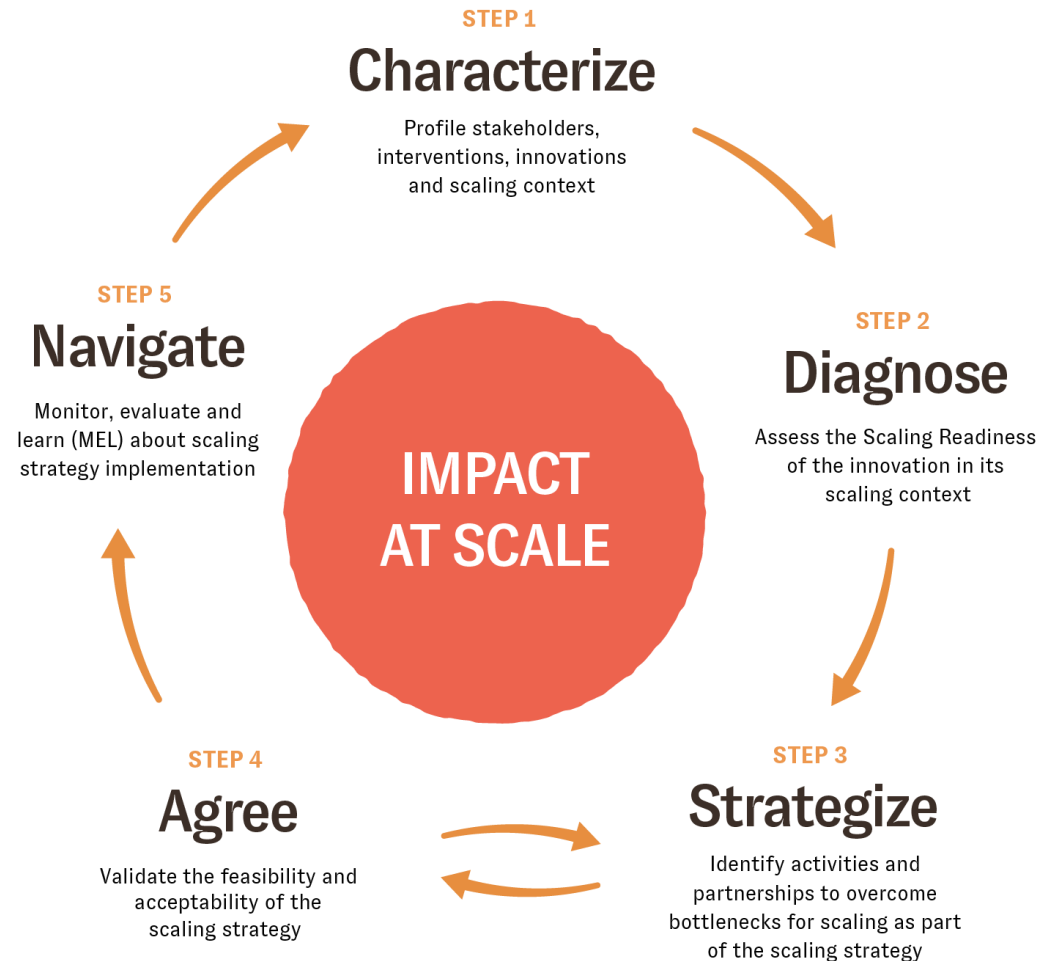 STEP 1
Characterize
Profile stakeholders,
interventions, innovations
and scaling context
STEP 2
Diagnose
Assess the Scaling Readiness
of the innovation in its
scaling context
STEP 3
Strategize
Identify activities and
partnerships to overcome
bottlenecks for scaling as part
of the scaling strategy
STEP 4
Agree
Validate the feasibility and
acceptability of the
scaling strategy
STEP 5
Navigate
Monitor, evaluate and
learn (MEL) about scaling
strategy implementation
IMPACT
AT SCALE